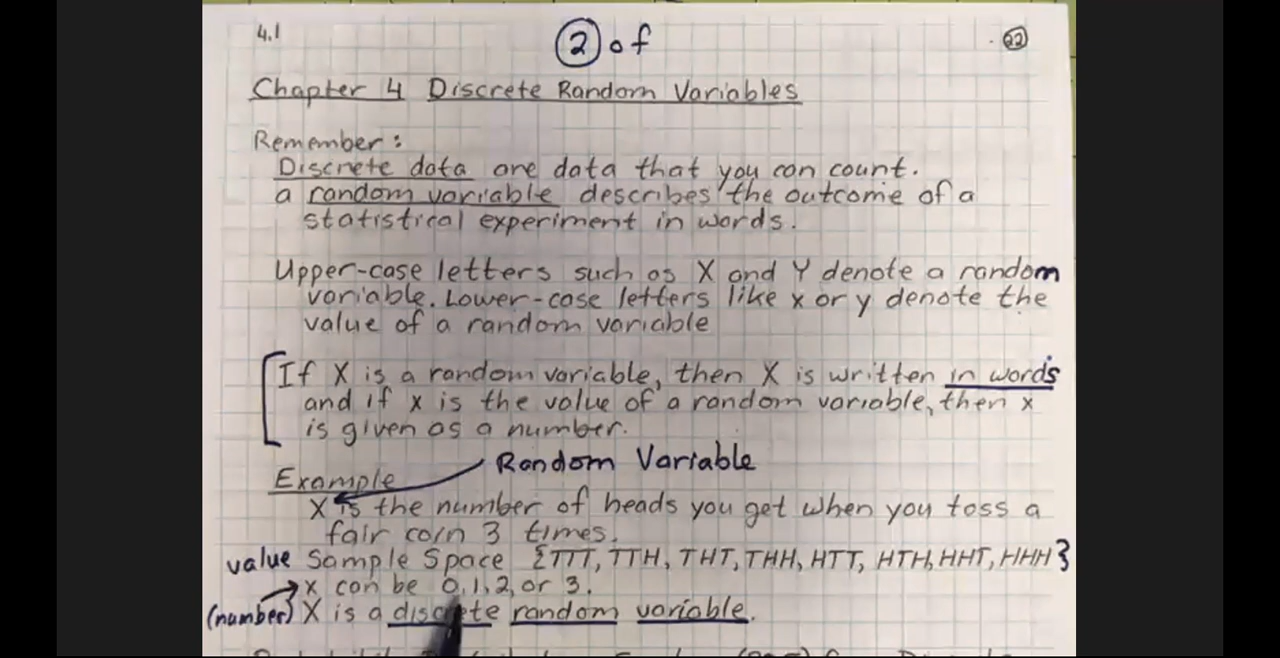 4.1
2 of
22
Chapter 4 Discrete Random Variables
Remember:
Discrete data are data that you can count.
a random variable describes the outcome of a
statistical experiment in words.
Upper-case letters such as X and Y denote a random
variable. Lower-case letters like x or y denote the
value of a random variable
If X is a random variable, then X is written in words
and if x is the value of a random variable, then x
is given as a number.
Random Variable
Example
X is the number of heads you get when you toss a
fair coin 3 times.
value Sample Space {TTT, TTH, THT, THH, HTT, HTH, HHT, HHH}
x can be 0, 1, 2, or 3.
(number) X is a discrete random variable.